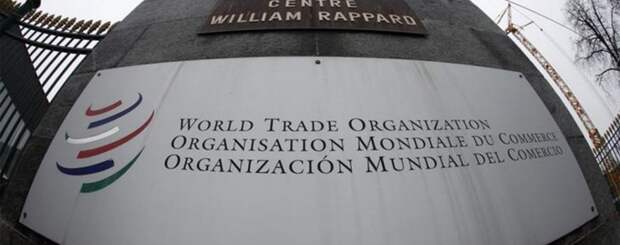 CENTRE
WILLIAM RAPPARD
WORLD TRADE ORGANIZATION
ORGANISATION MONDIALE DU COMMERCE
ORGANIZACIÓN MUNDIAL DEL COMERCIO